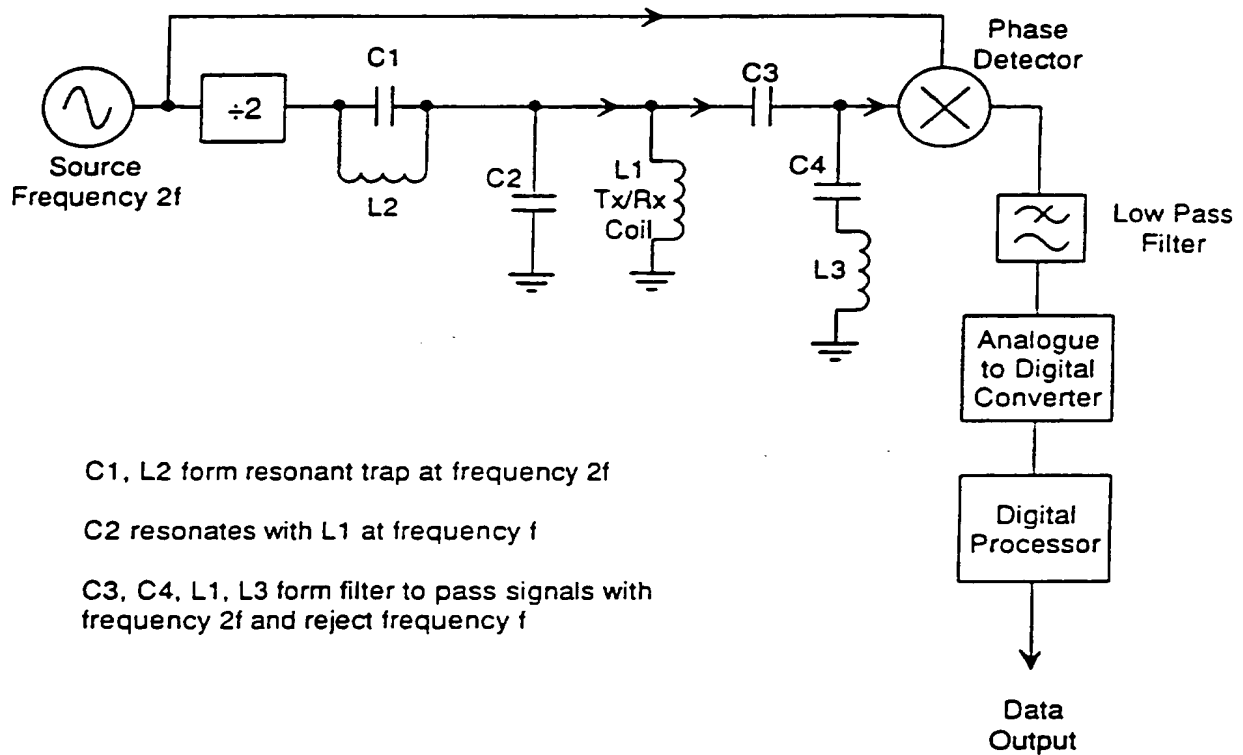 Phase
Detector
C1
C3
÷2
Source
Frequency 2f
L2
C2
L1
Tx/Rx
Coil
C4
L3
Low Pass
Filter
Analogue
to Digital
Converter
Digital
Processor
Data
Output
C1, L2 form resonant trap at frequency 2f
C2 resonates with L1 at frequency f
C3, C4, L1, L3 form filter to pass signals with
frequency 2f and reject frequency f